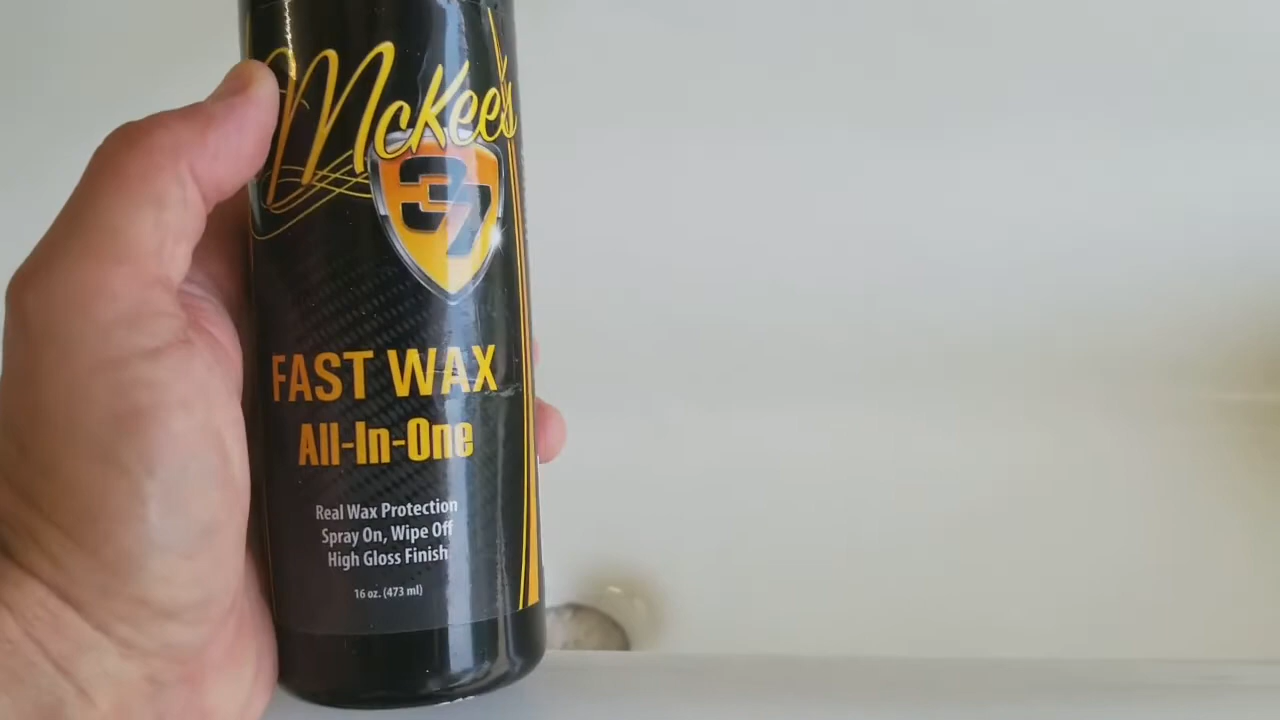 McKee's
37
FAST WAX
All-In-One
Real Wax Protection
Spray On, Wipe Off
High Gloss Finish
16 oz. (473 ml)